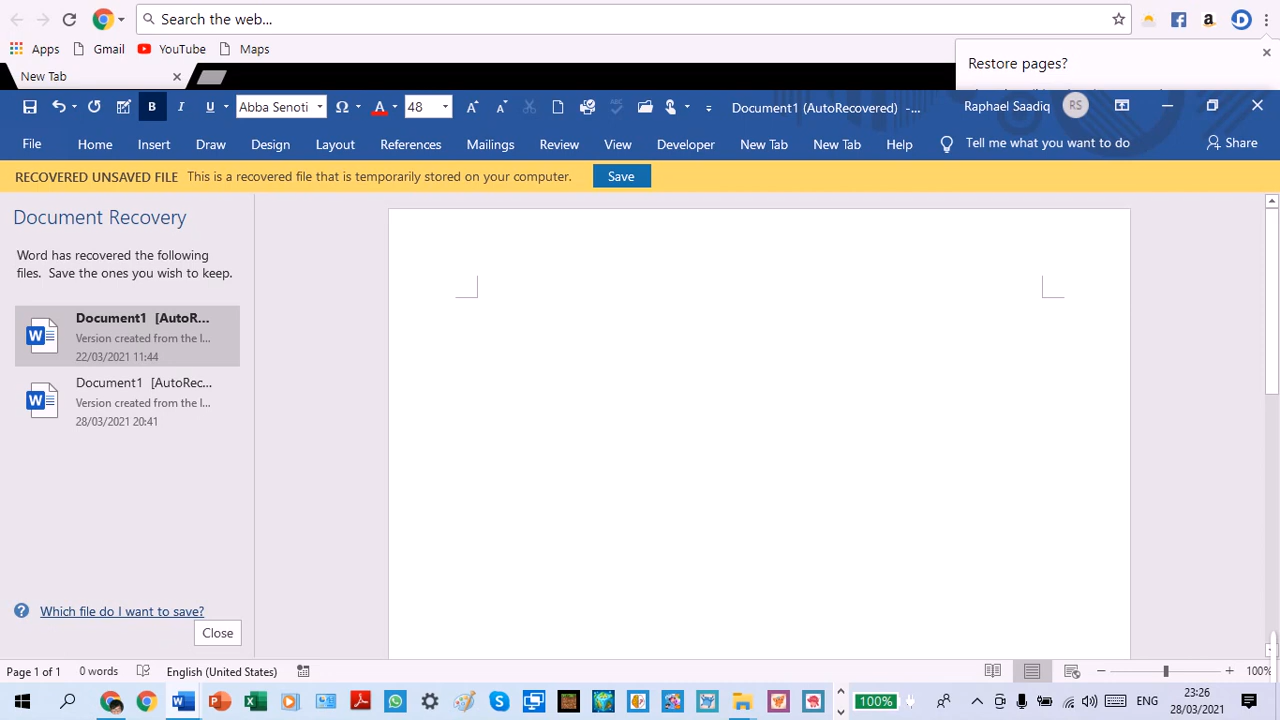 Search the web...
Apps Gmail YouTube Maps
Restore pages?
New Tab
B I U Abba Senoti Ω A 48 A A Document1 (AutoRecovered) -... Raphael Saadiq RS
File Home Insert Draw Design Layout References Mailings Review View Developer New Tab New Tab Help Tell me what you want to do Share
RECOVERED UNSAVED FILE This is a recovered file that is temporarily stored on your computer. Save
Document Recovery
Word has recovered the following
files. Save the ones you wish to keep.
Document1 [AutoR...
Version created from the l...
22/03/2021 11:44
Document1 [AutoRec...
Version created from the l...
28/03/2021 20:41
Which file do I want to save?
Close
Page 1 of 1 0 words English (United States) 100%
100% ENG 23:26
28/03/2021